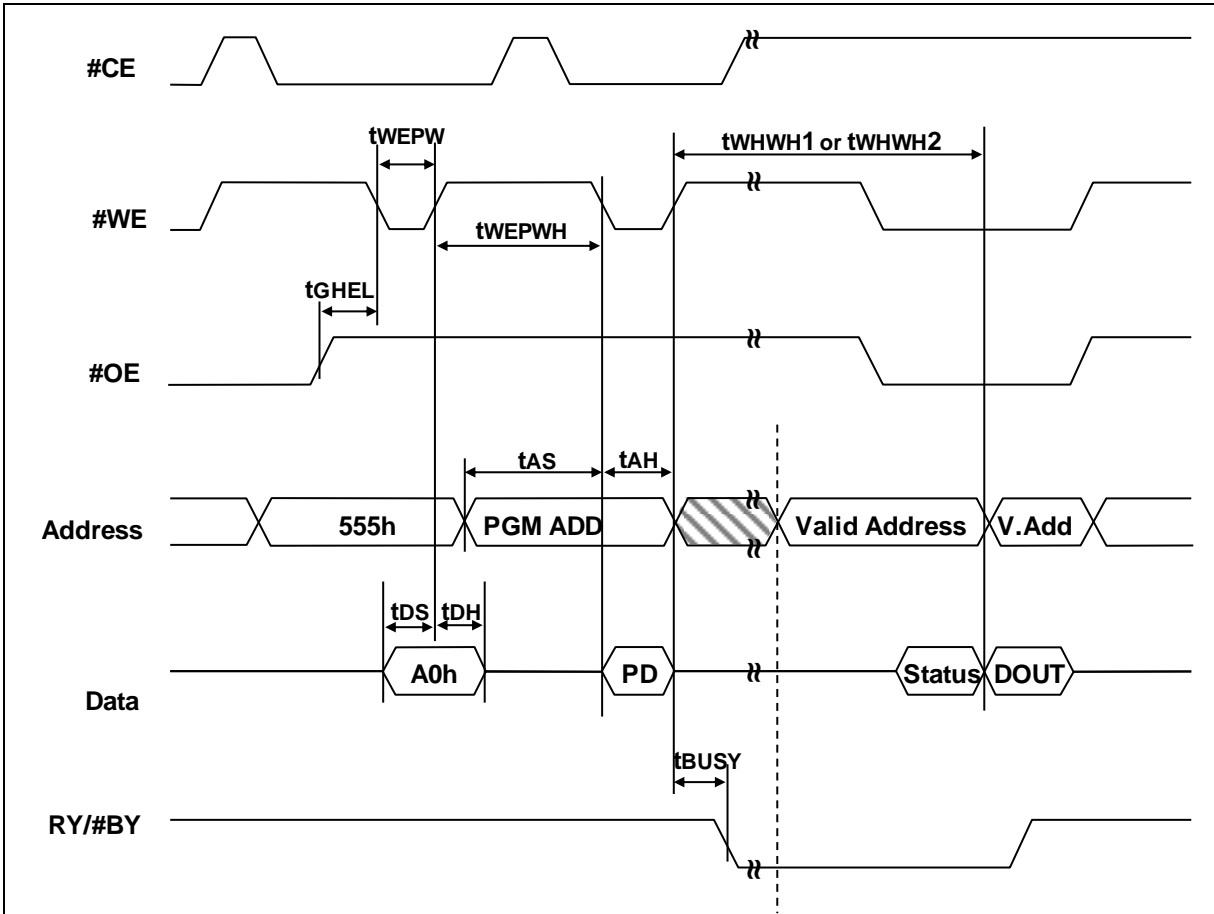 #CE
tWEPW
tWHWH1 or tWHWH2
#WE
tWEPWH
tGHEL
#OE
tAS
tAH
Address
555h
PGM ADD
Valid Address
V.Add
tDS
tDH
A0h
PD
Status
DOUT
Data
tBUSY
RY/#BY